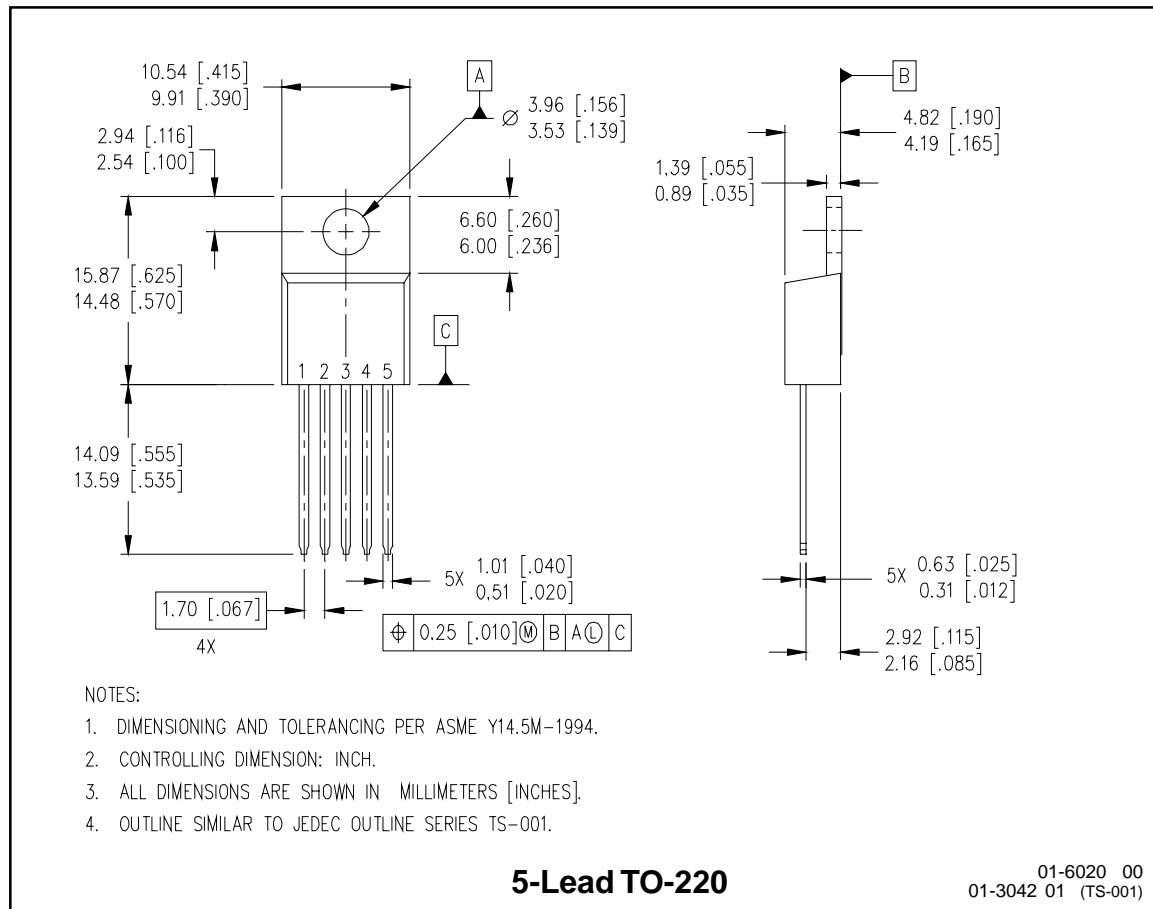 10.54 [.415]
9.91 [.390]
A
⌀ 3.96 [.156]
3.53 [.139]
2.94 [.116]
2.54 [.100]
6.60 [.260]
6.00 [.236]
15.87 [.625]
14.48 [.570]
C
1 2 3 4 5
14.09 [.555]
13.59 [.535]
5X 1.01 [.040]
0.51 [.020]
1.70 [.067]
4X
⌖ 0.25 [.010]Ⓜ B AⓁ C
B
4.82 [.190]
4.19 [.165]
1.39 [.055]
0.89 [.035]
5X 0.63 [.025]
0.31 [.012]
2.92 [.115]
2.16 [.085]
NOTES:
1. DIMENSIONING AND TOLERANCING PER ASME Y14.5M-1994.
2. CONTROLLING DIMENSION: INCH.
3. ALL DIMENSIONS ARE SHOWN IN MILLIMETERS [INCHES].
4. OUTLINE SIMILAR TO JEDEC OUTLINE SERIES TS-001.
5-Lead TO-220
01-6020 00
01-3042 01 (TS-001)